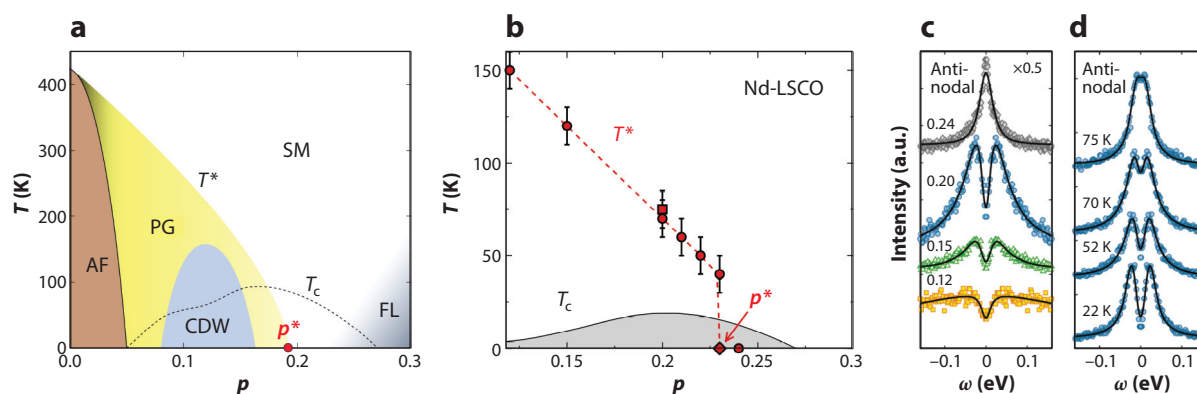 a
T (K)
400
300
200
100
0
0.0
0.1
0.2
0.3
p
AF
PG
T*
SM
CDW
Tc
p*
FL
b
T (K)
150
100
75
50
0
0.15
0.2
0.25
0.3
p
Nd-LSCO
T*
Tc
p*
c
Intensity (a.u.)
Anti-
nodal
×0.5
0.24
0.20
0.15
0.12
−0.1
0
0.1
ω (eV)
d
Anti-
nodal
75 K
70 K
52 K
22 K
−0.1
0
0.1
ω (eV)